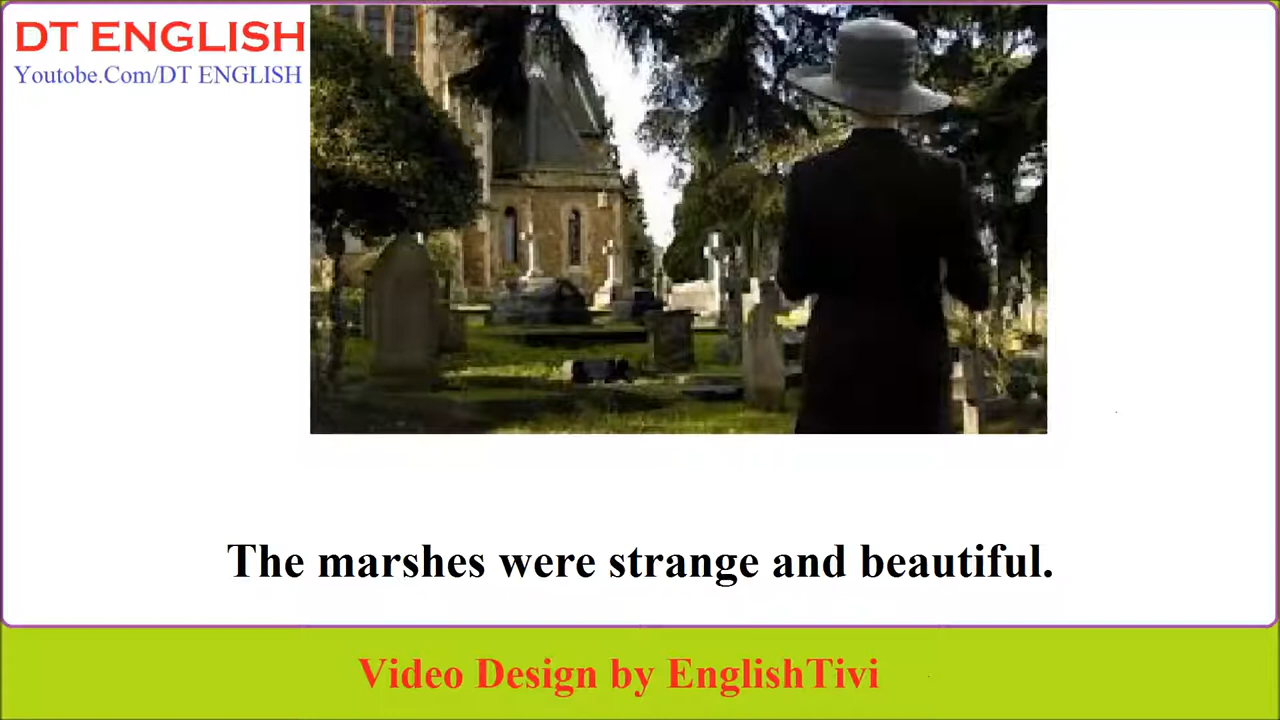 DT ENGLISH
Youtobe.Com/DT ENGLISH
The marshes were strange and beautiful.
Video Design by EnglishTivi